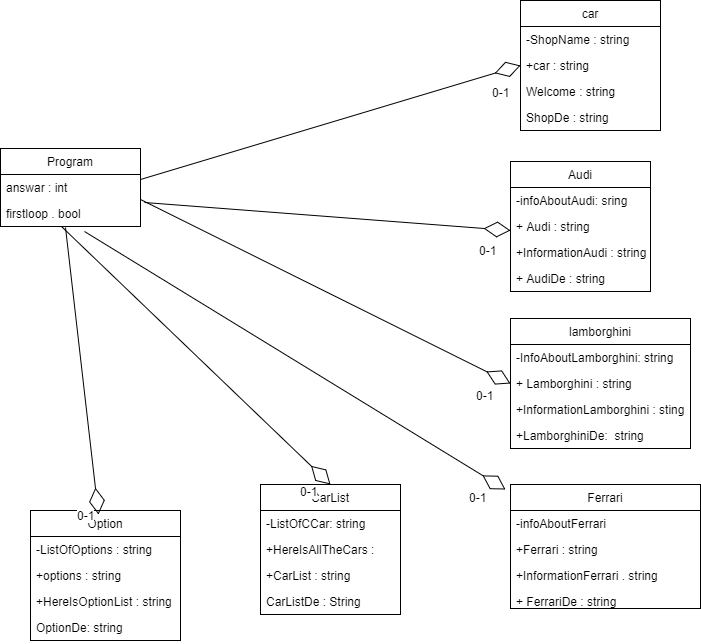 car
-ShopName : string
+car : string
Welcome : string
ShopDe : string
0-1
Program
answar : int
firstloop . bool
Audi
-infoAboutAudi: sring
+ Audi : string
+InformationAudi : string
+ AudiDe : string
0-1
lamborghini
-InfoAboutLamborghini: string
+ Lamborghini : string
+InformationLamborghini : sting
+LamborghiniDe: string
0-1
Ferrari
-infoAboutFerrari
+Ferrari : string
+InformationFerrari . string
+ FerrariDe : string
0-1
CarList
-ListOfCCar: string
+HereIsAllTheCars :
+CarList : string
CarListDe : String
0-1
Option
-ListOfOptions : string
+options : string
+HereIsOptionList : string
OptionDe: string
0-1